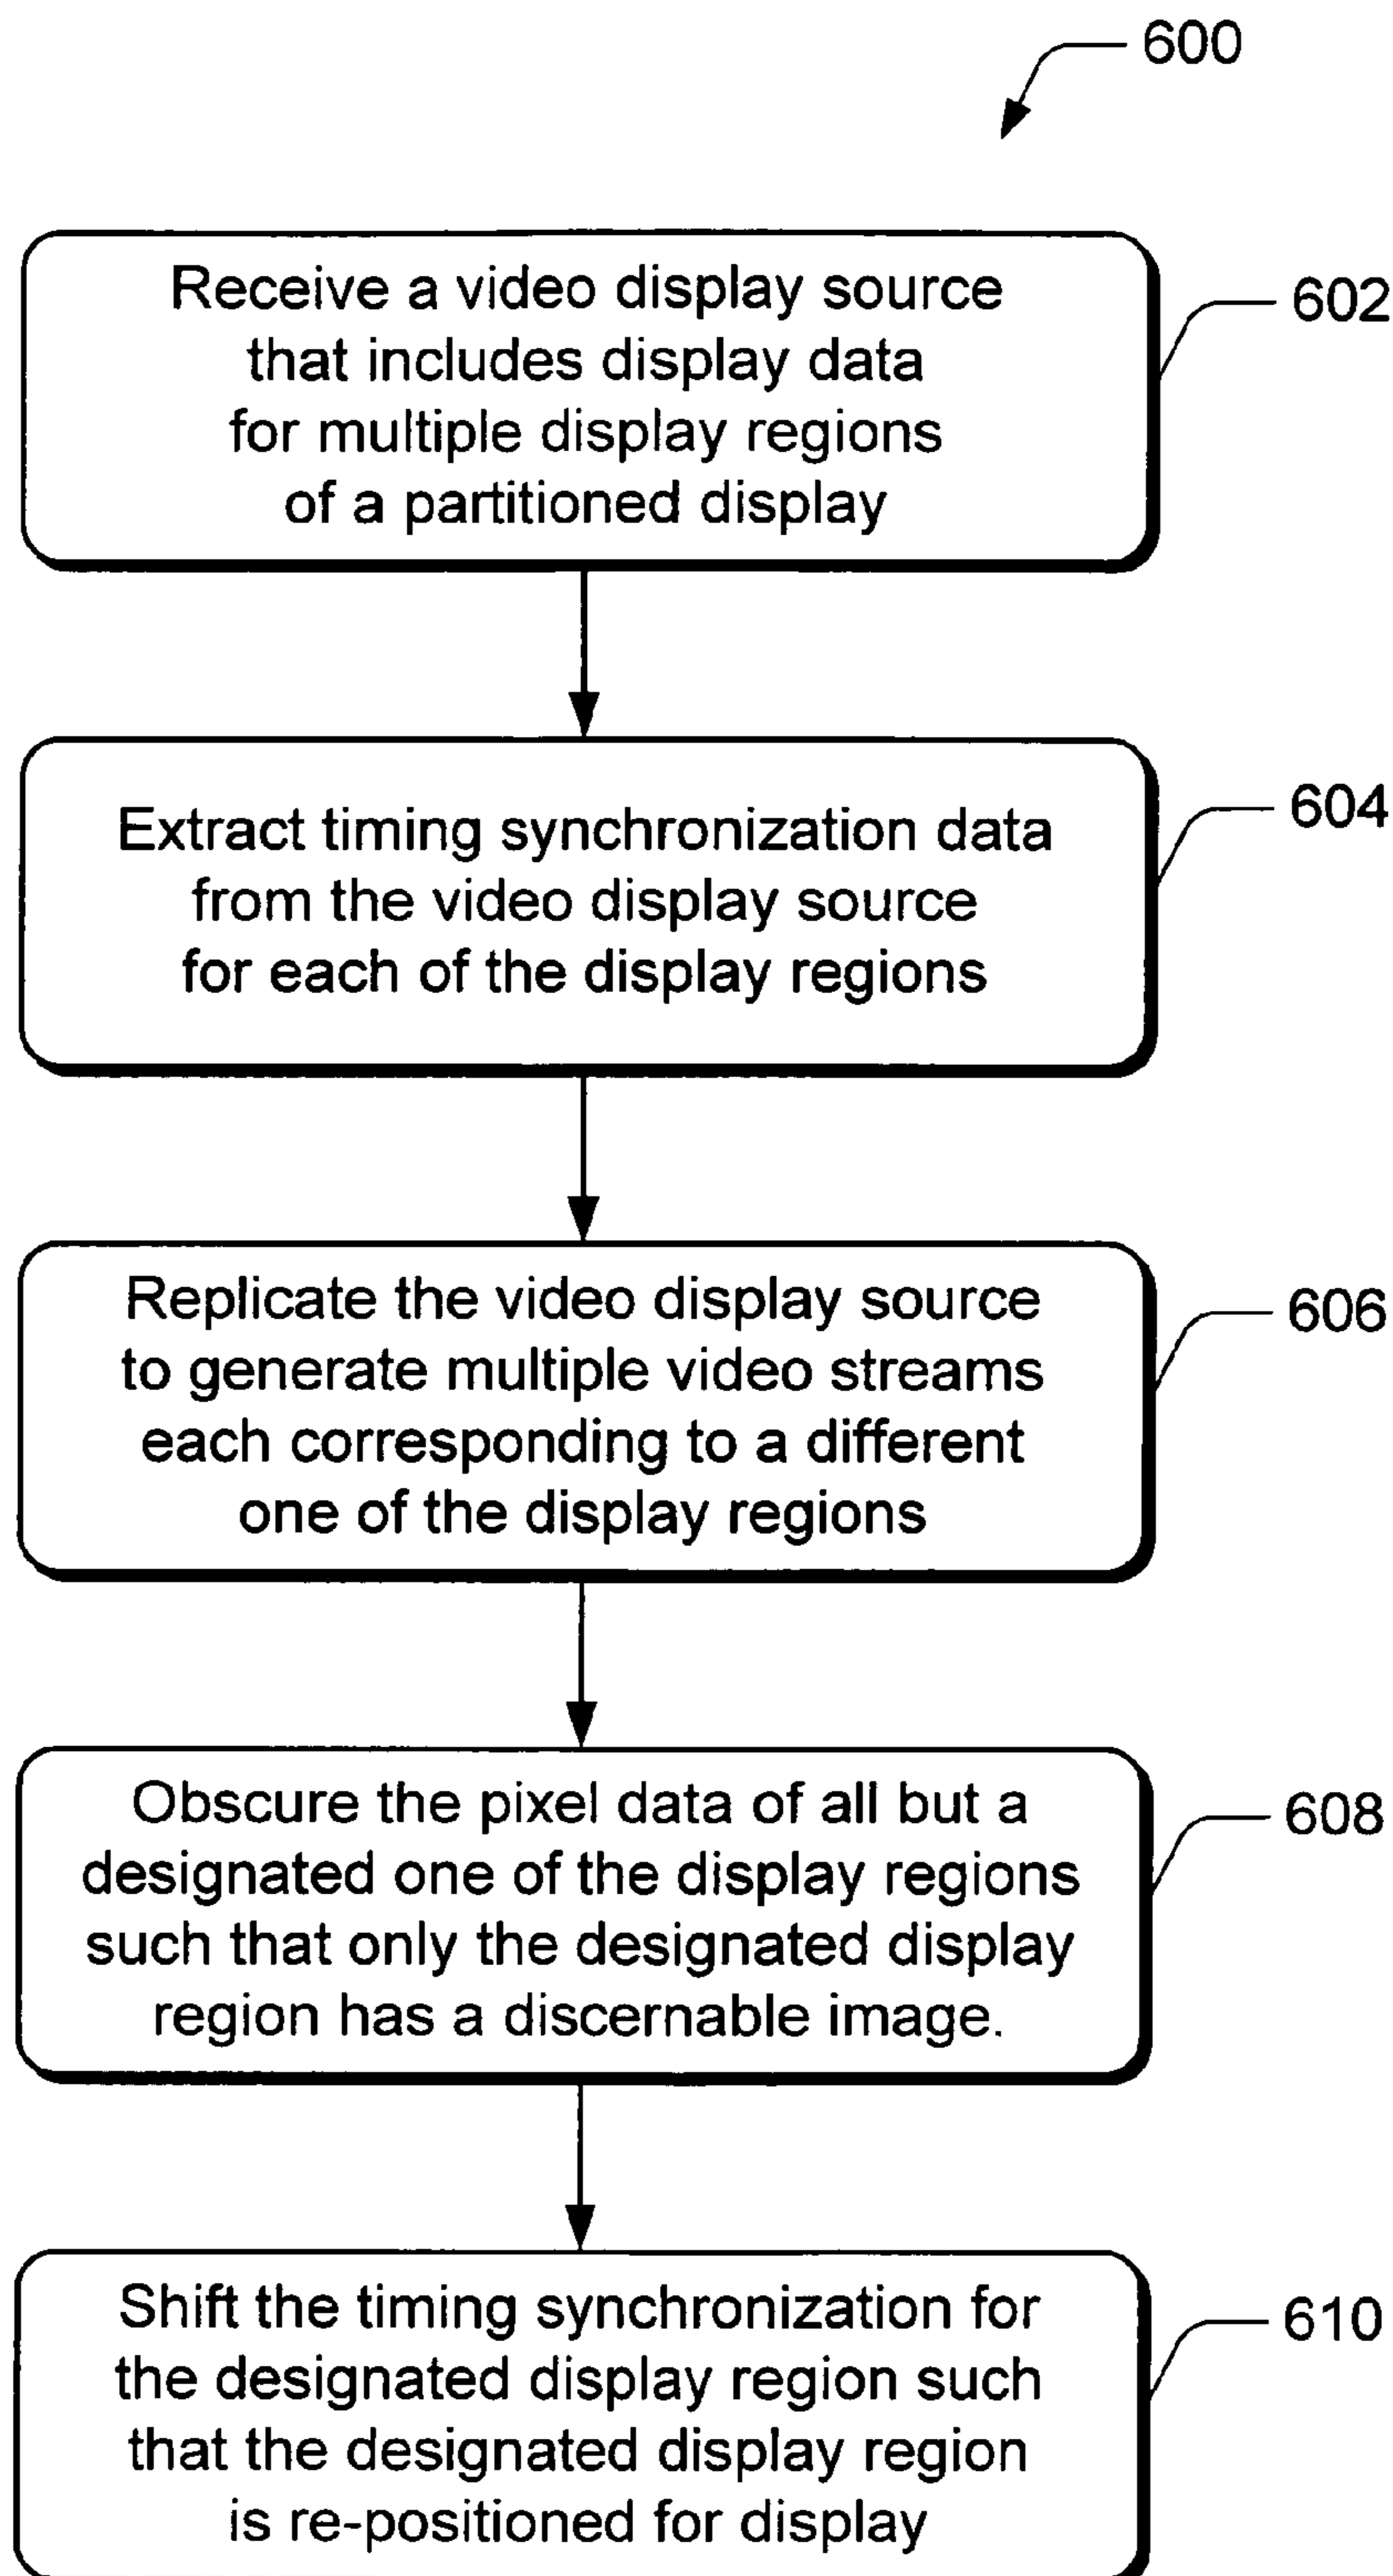 600
Receive a video display source
that includes display data
for multiple display regions
of a partitioned display
602
Extract timing synchronization data
from the video display source
for each of the display regions
604
Replicate the video display source
to generate multiple video streams
each corresponding to a different
one of the display regions
606
Obscure the pixel data of all but a
designated one of the display regions
such that only the designated display
region has a discernable image.
608
Shift the timing synchronization for
the designated display region such
that the designated display region
is re-positioned for display
610